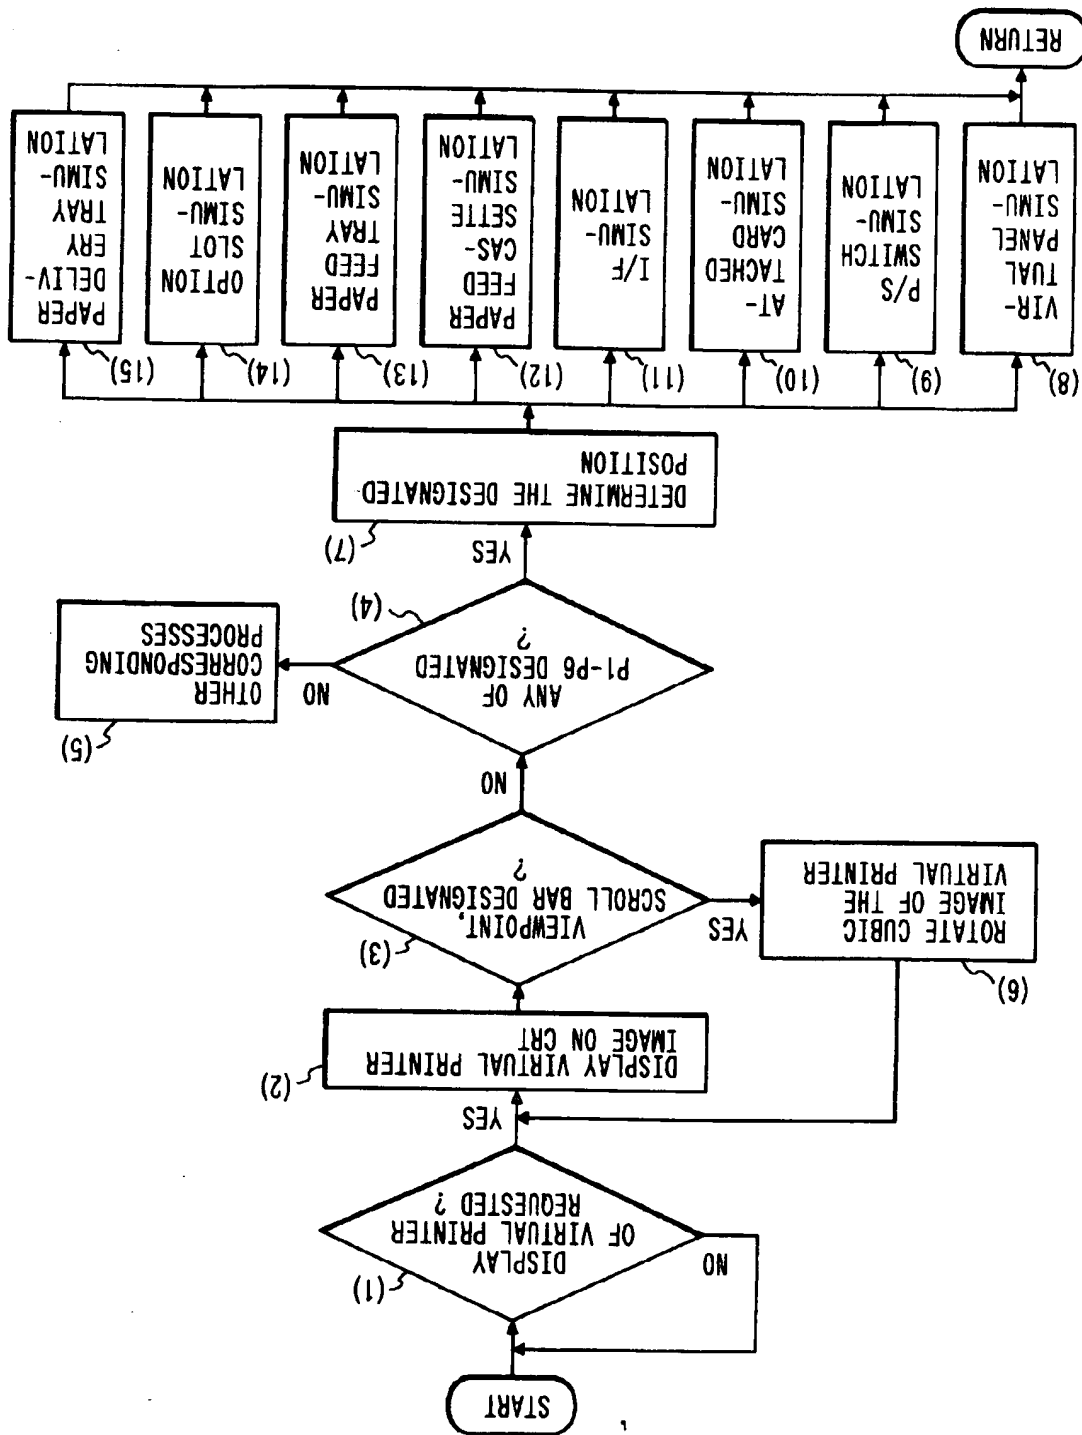 START
DISPLAY
OF VIRTUAL PRINTER
REQUESTED ?
(1)
NO
YES
DISPLAY VIRTUAL PRINTER
IMAGE ON CRT
(2)
VIEWPOINT,
SCROLL BAR DESIGNATED
?
(3)
YES
ROTATE CUBIC
IMAGE OF THE
VIRTUAL PRINTER
(6)
NO
ANY OF
P1-P6 DESIGNATED
?
(4)
NO
OTHER
CORRESPONDING
PROCESSES
(5)
YES
DETERMINE THE DESIGNATED
POSITION
(7)
(8)
VIR-
TUAL
PANEL
SIMU-
LATION
(9)
P/S
SWITCH
SIMU-
LATION
(10)
AT-
TACHED
CARD
SIMU-
LATION
(11)
I/F
SIMU-
LATION
(12)
PAPER
FEED
CAS-
SETTE
SIMU-
LATION
(13)
PAPER
FEED
TRAY
SIMU-
LATION
(14)
OPTION
SLOT
SIMU-
LATION
(15)
PAPER
DELIV-
ERY
TRAY
SIMU-
LATION
RETURN